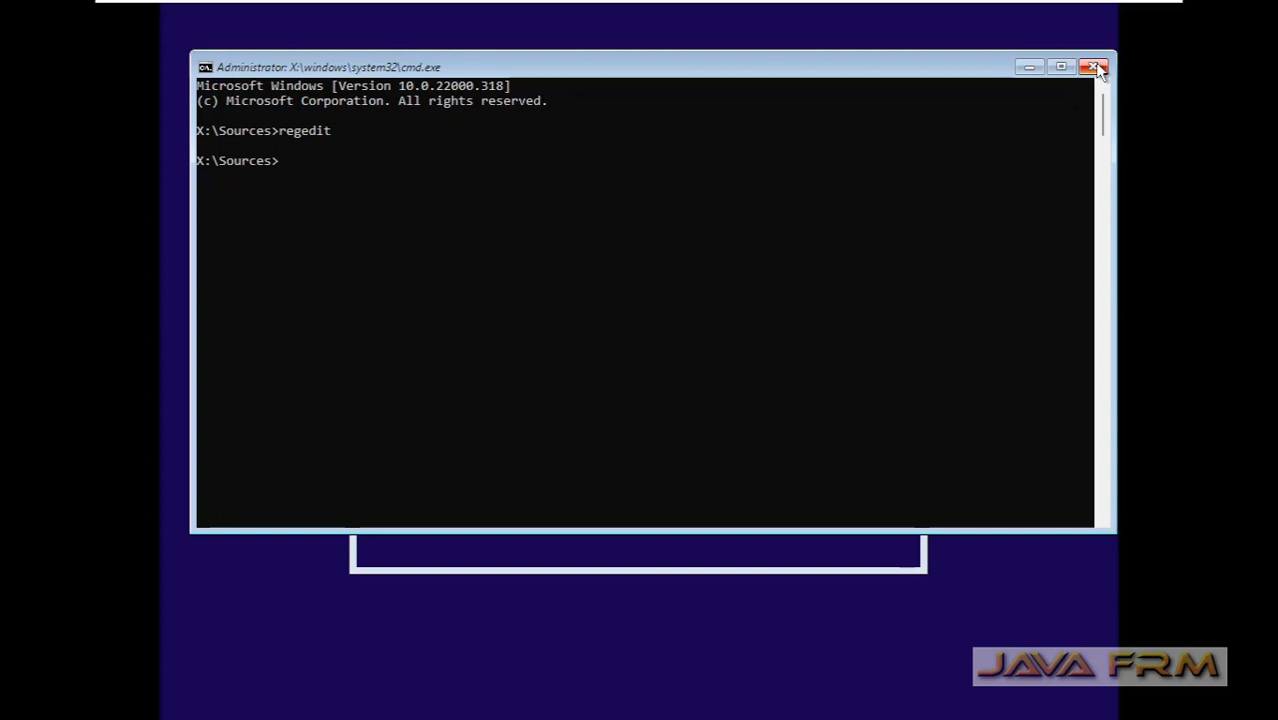 Administrator: X:\windows\system32\cmd.exe
Microsoft Windows [Version 10.0.22000.318]
(c) Microsoft Corporation. All rights reserved.
X:\Sources>regedit
X:\Sources>
JAVA FRM